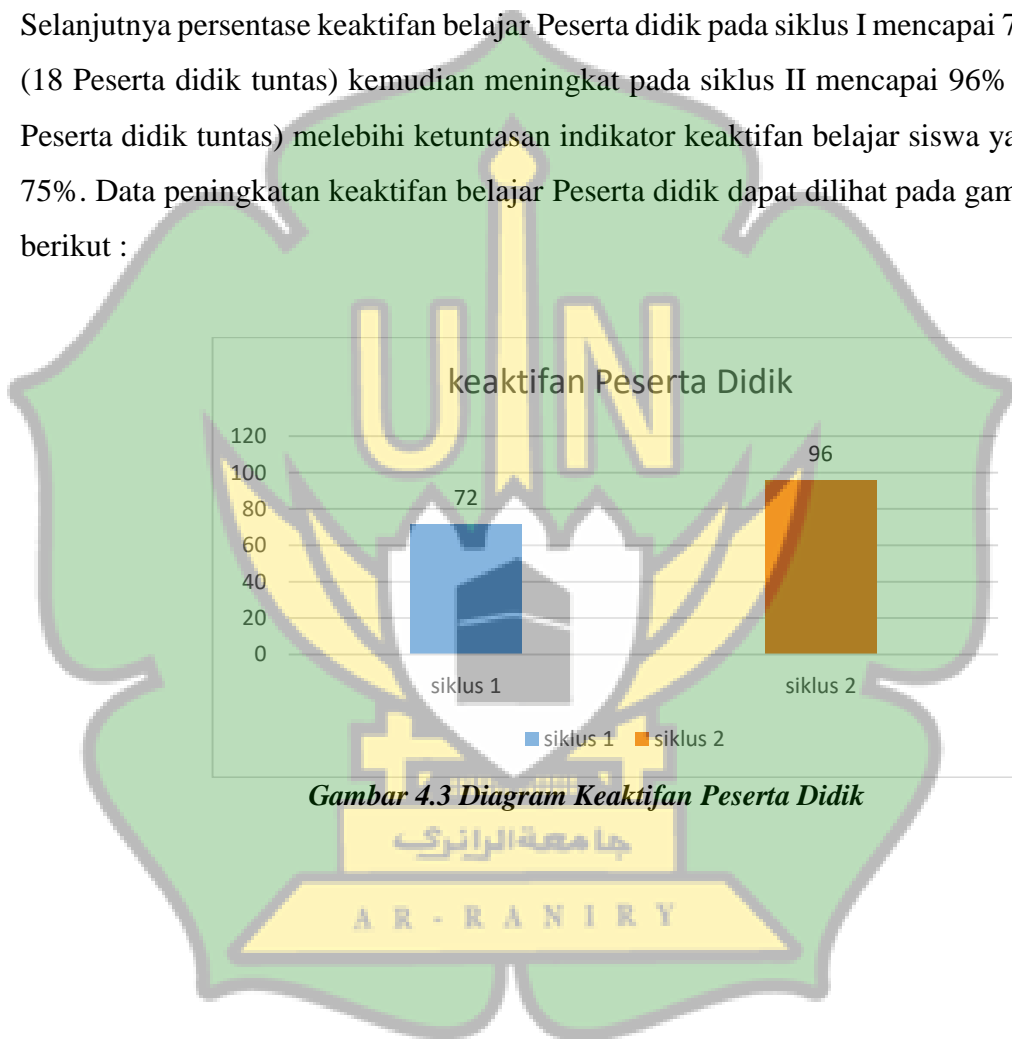 Selanjutnya persentase keaktifan belajar Peserta didik pada siklus I mencapai 7
(18 Peserta didik tuntas) kemudian meningkat pada siklus II mencapai 96%
Peserta didik tuntas) melebihi ketuntasan indikator keaktifan belajar siswa ya
75%. Data peningkatan keaktifan belajar Peserta didik dapat dilihat pada gam
berikut :
UIN
keaktifan Peserta Didik
120
100
80
60
40
20
0
72
96
siklus 1
siklus 2
siklus 1 siklus 2
Gambar 4.3 Diagram Keaktifan Peserta Didik
جامعة الرانري
AR-RANIRY